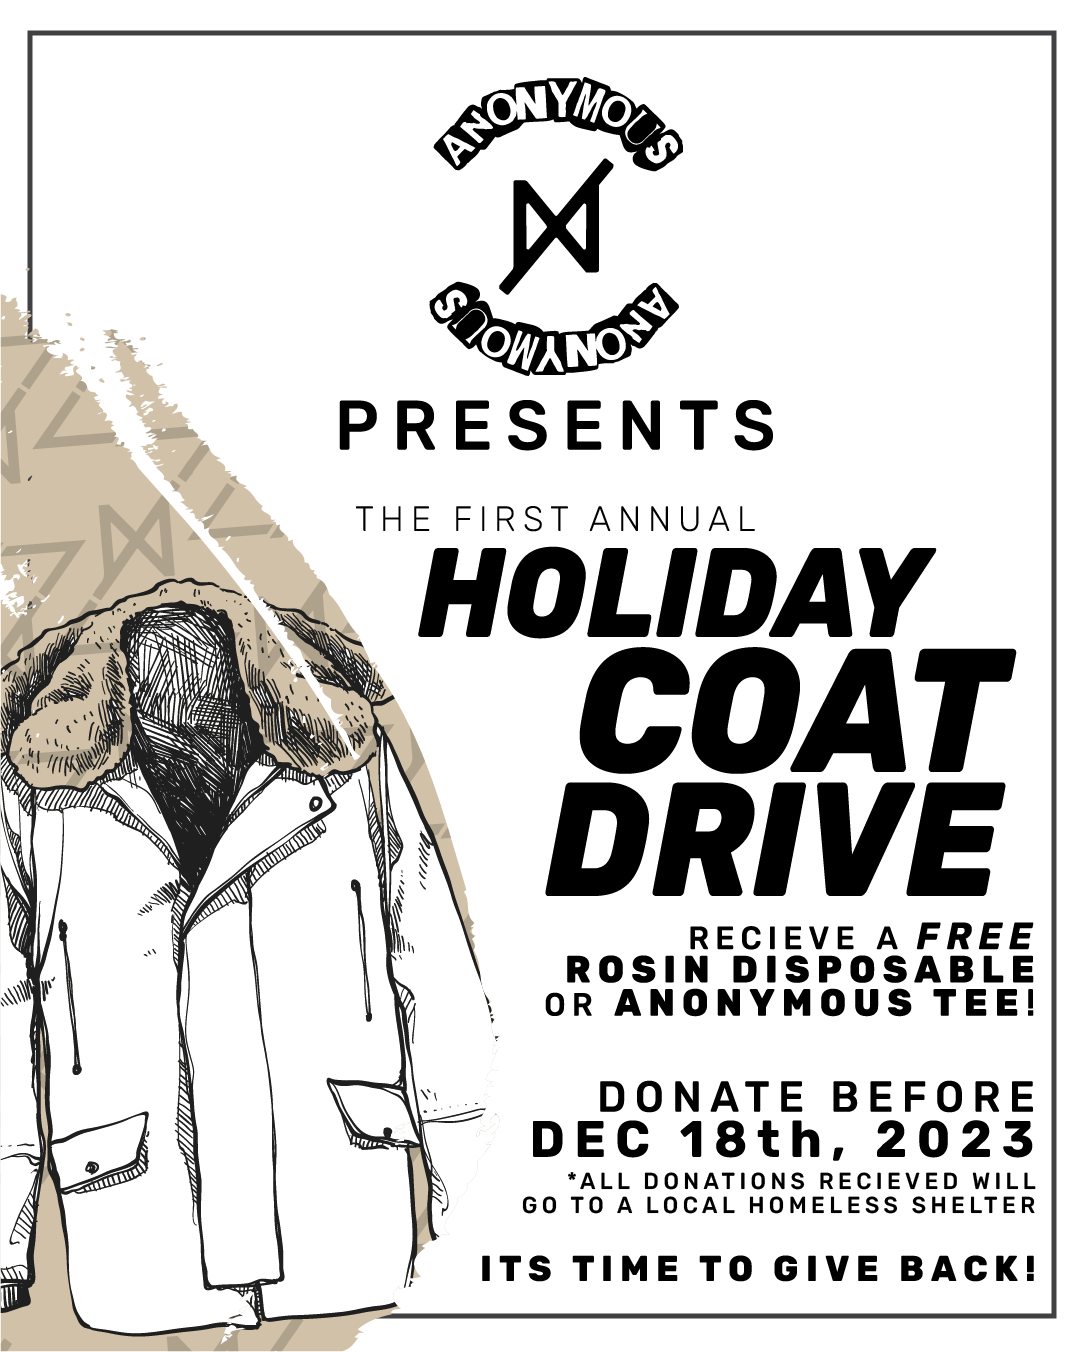 ANONYMOUS
ANONYMOUS
PRESENTS
THE FIRST ANNUAL
HOLIDAY
COAT
DRIVE
RECIEVE A FREE
ROSIN DISPOSABLE
OR ANONYMOUS TEE!
DONATE BEFORE
DEC 18th, 2023
*ALL DONATIONS RECIEVED WILL
GO TO A LOCAL HOMELESS SHELTER
ITS TIME TO GIVE BACK!